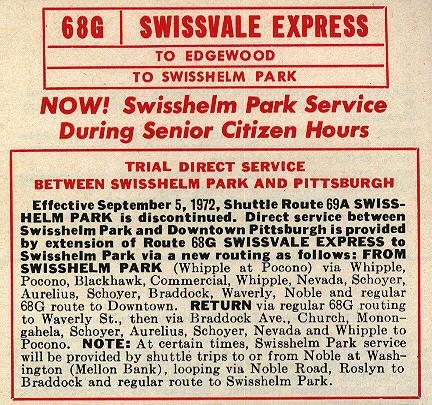 68G SWISSVALE EXPRESS
TO EDGEWOOD
TO SWISSHELM PARK
NOW! Swisshelm Park Service
During Senior Citizen Hours
TRIAL DIRECT SERVICE
BETWEEN SWISSHELM PARK AND PITTSBURGH
Effective September 5, 1972, Shuttle Route 69A SWISS-
HELM PARK is discontinued. Direct service between
Swisshelm Park and Downtown Pittsburgh is provided
by extension of Route 68G SWISSVALE EXPRESS to
Swisshelm Park via a new routing as follows: FROM
SWISSHELM PARK (Whipple at Pocono) via Whipple,
Pocono, Blackhawk, Commercial, Whipple, Nevada, Schoyer,
Aurelius, Schoyer, Braddock, Waverly, Noble and regular
68G route to Downtown. RETURN via regular 68G routing
to Waverly St., then via Braddock Ave., Church, Monon-
gahela, Schoyer, Aurelius, Schoyer, Nevada and Whipple to
Pocono. NOTE: At certain times, Swisshelm Park service
will be provided by shuttle trips to or from Noble at Wash-
ington (Mellon Bank), looping via Noble Road, Roslyn to
Braddock and regular route to Swisshelm Park.